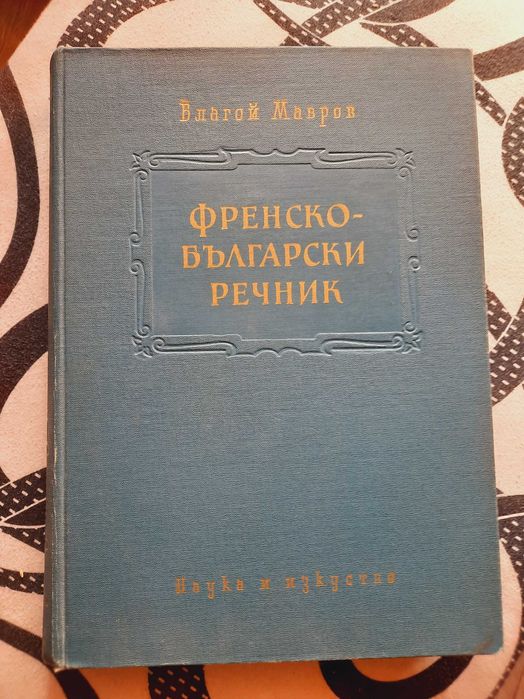 Благой Мавров
ФРЕНСКО-
БЪЛГАРСКИ
РЕЧНИК
Наука и изкуство